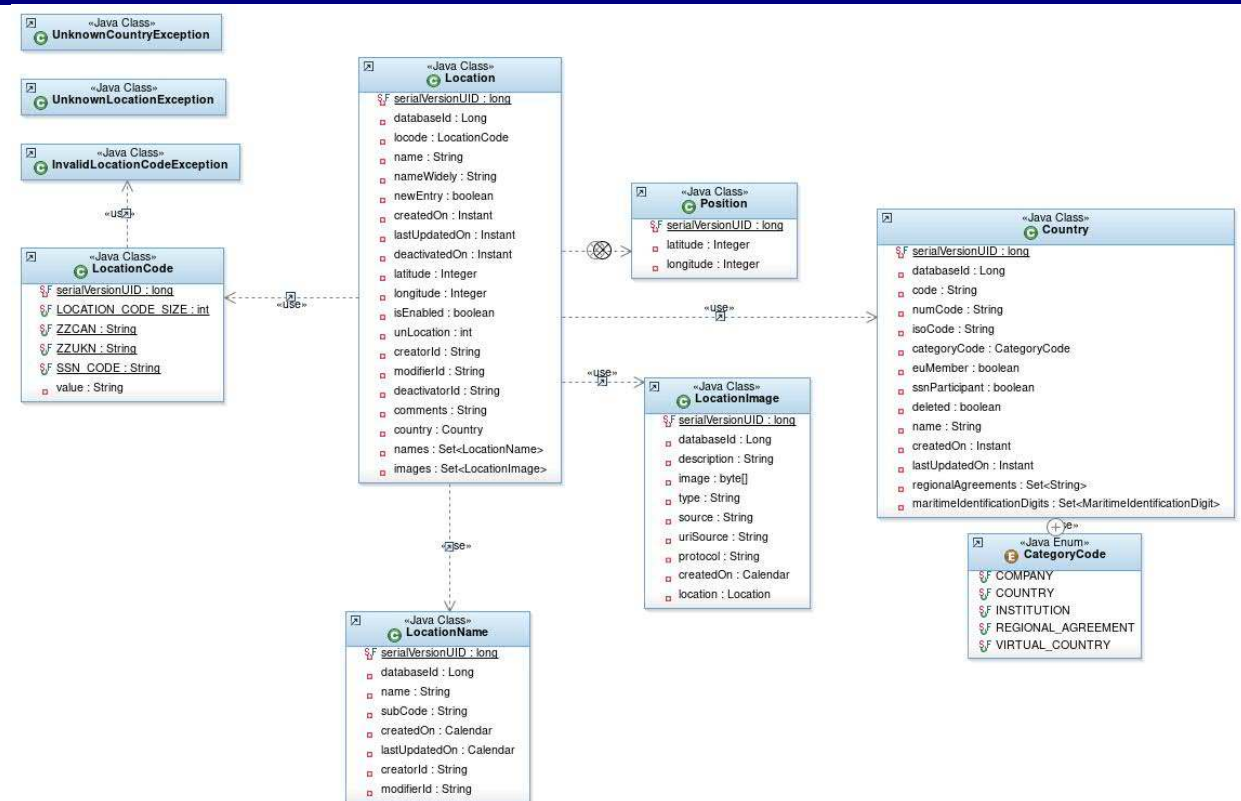 «Java Class»
UnknownCountryException
«Java Class»
UnknownLocationException
«Java Class»
InvalidLocationCodeException
«use»
«Java Class»
LocationCode
serialVersionUID : long
LOCATION_CODE_SIZE : int
ZZCAN : String
ZZUKN : String
SSN_CODE : String
value : String
«use»
«Java Class»
Location
serialVersionUID : long
databaseId : Long
locode : LocationCode
name : String
nameWidely : String
newEntry : boolean
createdOn : Instant
lastUpdatedOn : Instant
deactivatedOn : Instant
latitude : Integer
longitude : Integer
isEnabled : boolean
unLocation : int
creatorId : String
modifierId : String
deactivatorId : String
comments : String
country : Country
names : Set<LocationName>
images : Set<LocationImage>
«use»
«Java Class»
LocationName
serialVersionUID : long
databaseId : Long
name : String
subCode : String
createdOn : Calendar
lastUpdatedOn : Calendar
creatorId : String
modifierId : String
«Java Class»
Position
serialVersionUID : long
latitude : Integer
longitude : Integer
«use»
«use»
«Java Class»
LocationImage
serialVersionUID : long
databaseId : Long
description : String
image : byte[]
type : String
source : String
uriSource : String
protocol : String
createdOn : Calendar
location : Location
«Java Class»
Country
serialVersionUID : long
databaseId : Long
code : String
numCode : String
isoCode : String
categoryCode : CategoryCode
euMember : boolean
ssnParticipant : boolean
deleted : boolean
name : String
createdOn : Instant
lastUpdatedOn : Instant
regionalAgreements : Set<String>
maritimeIdentificationDigits : Set<MaritimeIdentificationDigit>
«Java Enum»
CategoryCode
COMPANY
COUNTRY
INSTITUTION
REGIONAL_AGREEMENT
VIRTUAL_COUNTRY